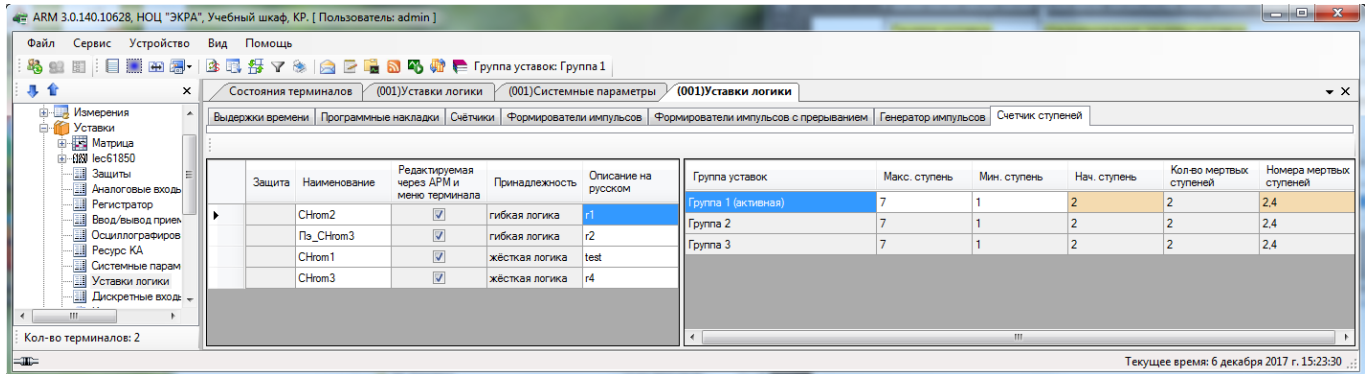 ARM 3.0.140.10628, НОЦ "ЭКРА", Учебный шкаф, КР. [ Пользователь: admin ]
Файл Сервис Устройство Вид Помощь
Группа уставок: Группа 1
Состояния терминалов (001)Уставки логики (001)Системные параметры (001)Уставки логики
Выдержки времени Программные накладки Счётчики Формирователи импульсов Формирователи импульсов с прерыванием Генератор импульсов Счетчик ступеней
Измерения
Уставки
Матрица
Iec61850
Защиты
Аналоговые входы
Регистратор
Ввод/вывод прием
Осциллографиров
Ресурс КА
Системные парам
Уставки логики
Дискретные входы
Кол-во терминалов: 2
Защита Наименование Редактируемая через АРМ и меню терминала Принадлежность Описание на русском
CHrom2 гибкая логика r1
Пэ_CHrom3 гибкая логика r2
CHrom1 жёсткая логика test
CHrom3 жёсткая логика r4
Группа уставок Макс. ступень Мин. ступень Нач. ступень Кол-во мертвых ступеней Номера мертвых ступеней
Группа 1 (активная) 7 1 2 2 2,4
Группа 2 7 1 2 2 2,4
Группа 3 7 1 2 2 2,4
Текущее время: 6 декабря 2017 г. 15:23:30